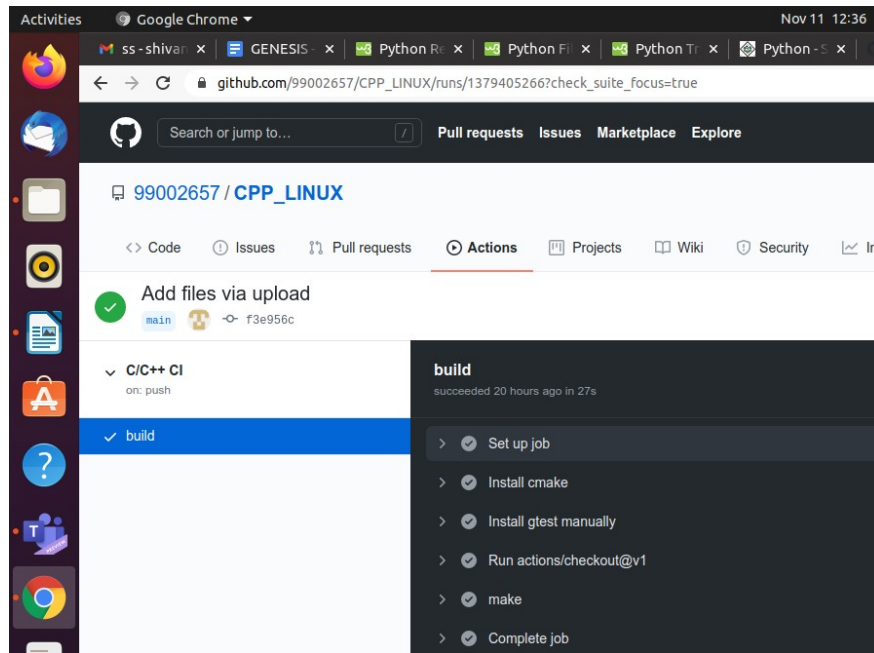 Activities Google Chrome ▾ Nov 11 12:36
ss-shivan GENESIS - Python Re Python Fil Python Tr Python - S
github.com/99002657/CPP_LINUX/runs/1379405266?check_suite_focus=true
Search or jump to... / Pull requests Issues Marketplace Explore
99002657 / CPP_LINUX
<> Code Issues Pull requests Actions Projects Wiki Security In
Add files via upload
main f3e956c
C/C++ CI
on: push
build
build
succeeded 20 hours ago in 27s
Set up job
Install cmake
Install gtest manually
Run actions/checkout@v1
make
Complete job